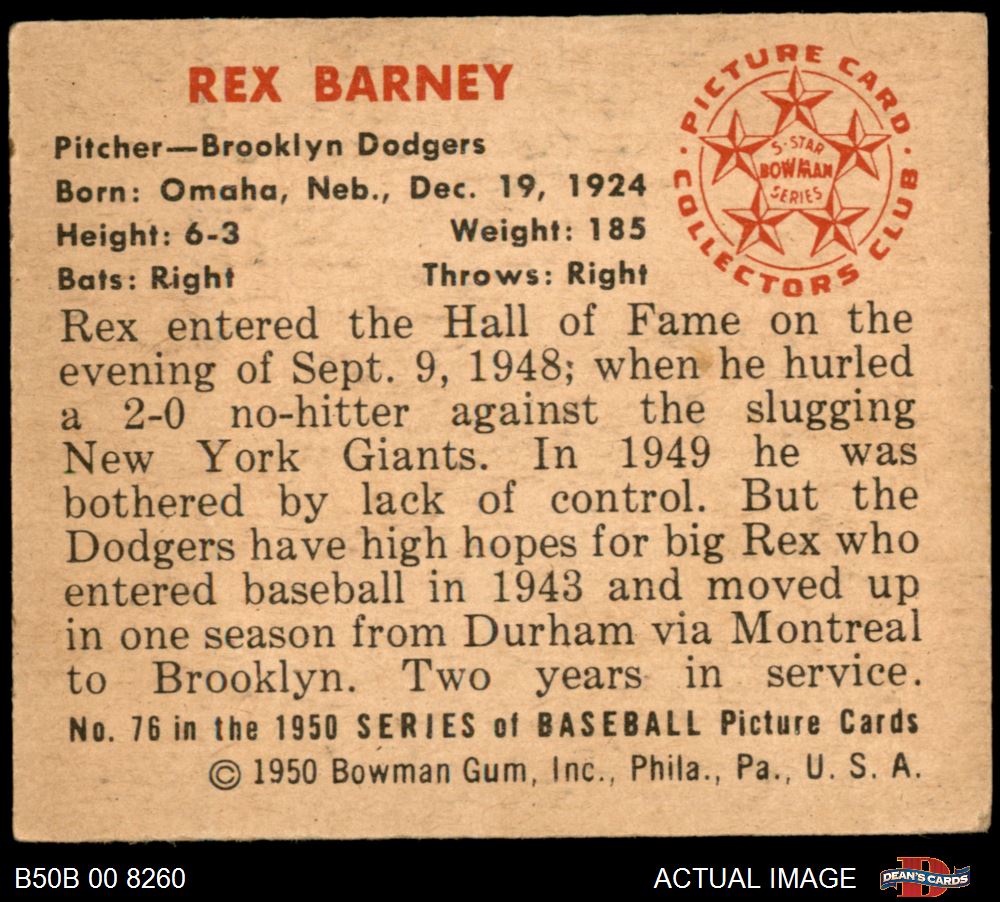 REX BARNEY
PICTURE CARD
COLLECTORS CLUB
5-STAR
BOWMAN
SERIES
Pitcher—Brooklyn Dodgers
Born: Omaha, Neb., Dec. 19, 1924
Height: 6-3 Weight: 185
Bats: Right Throws: Right
Rex entered the Hall of Fame on the
evening of Sept. 9, 1948; when he hurled
a 2-0 no-hitter against the slugging
New York Giants. In 1949 he was
bothered by lack of control. But the
Dodgers have high hopes for big Rex who
entered baseball in 1943 and moved up
in one season from Durham via Montreal
to Brooklyn. Two years in service.
No. 76 in the 1950 SERIES of BASEBALL Picture Cards
© 1950 Bowman Gum, Inc., Phila., Pa., U. S. A.
B50B 00 8260
ACTUAL IMAGE
D
DEAN'S CARDS